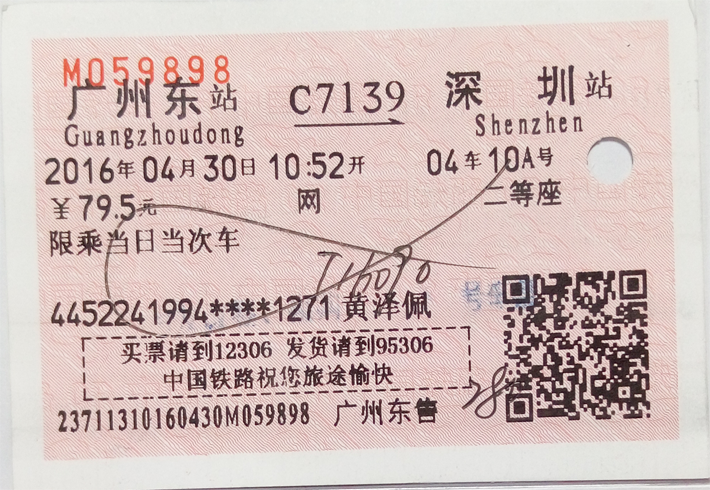 M059898
广州东站 C7139 深圳站
Guangzhoudong Shenzhen
2016年04月30日 10:52开 04车10A号
￥79.5元 网 二等座
限乘当日当次车
4452241994****1271 黄泽佩
买票请到12306 发货请到95306
中国铁路祝您旅途愉快
23711310160430M059898 广州东售